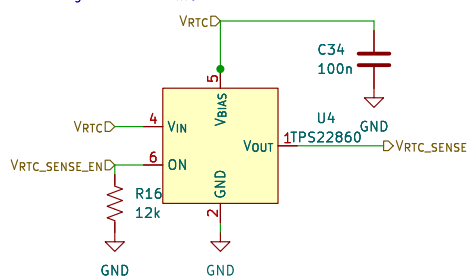 VRTC
C34
100n
GND
5
VBIAS
U4
TPS22860
VRTC
4
VIN
VOUT
1
VRTC_SENSE
VRTC_SENSE_EN
6
ON
R16
12k
GND
2
GND
GND